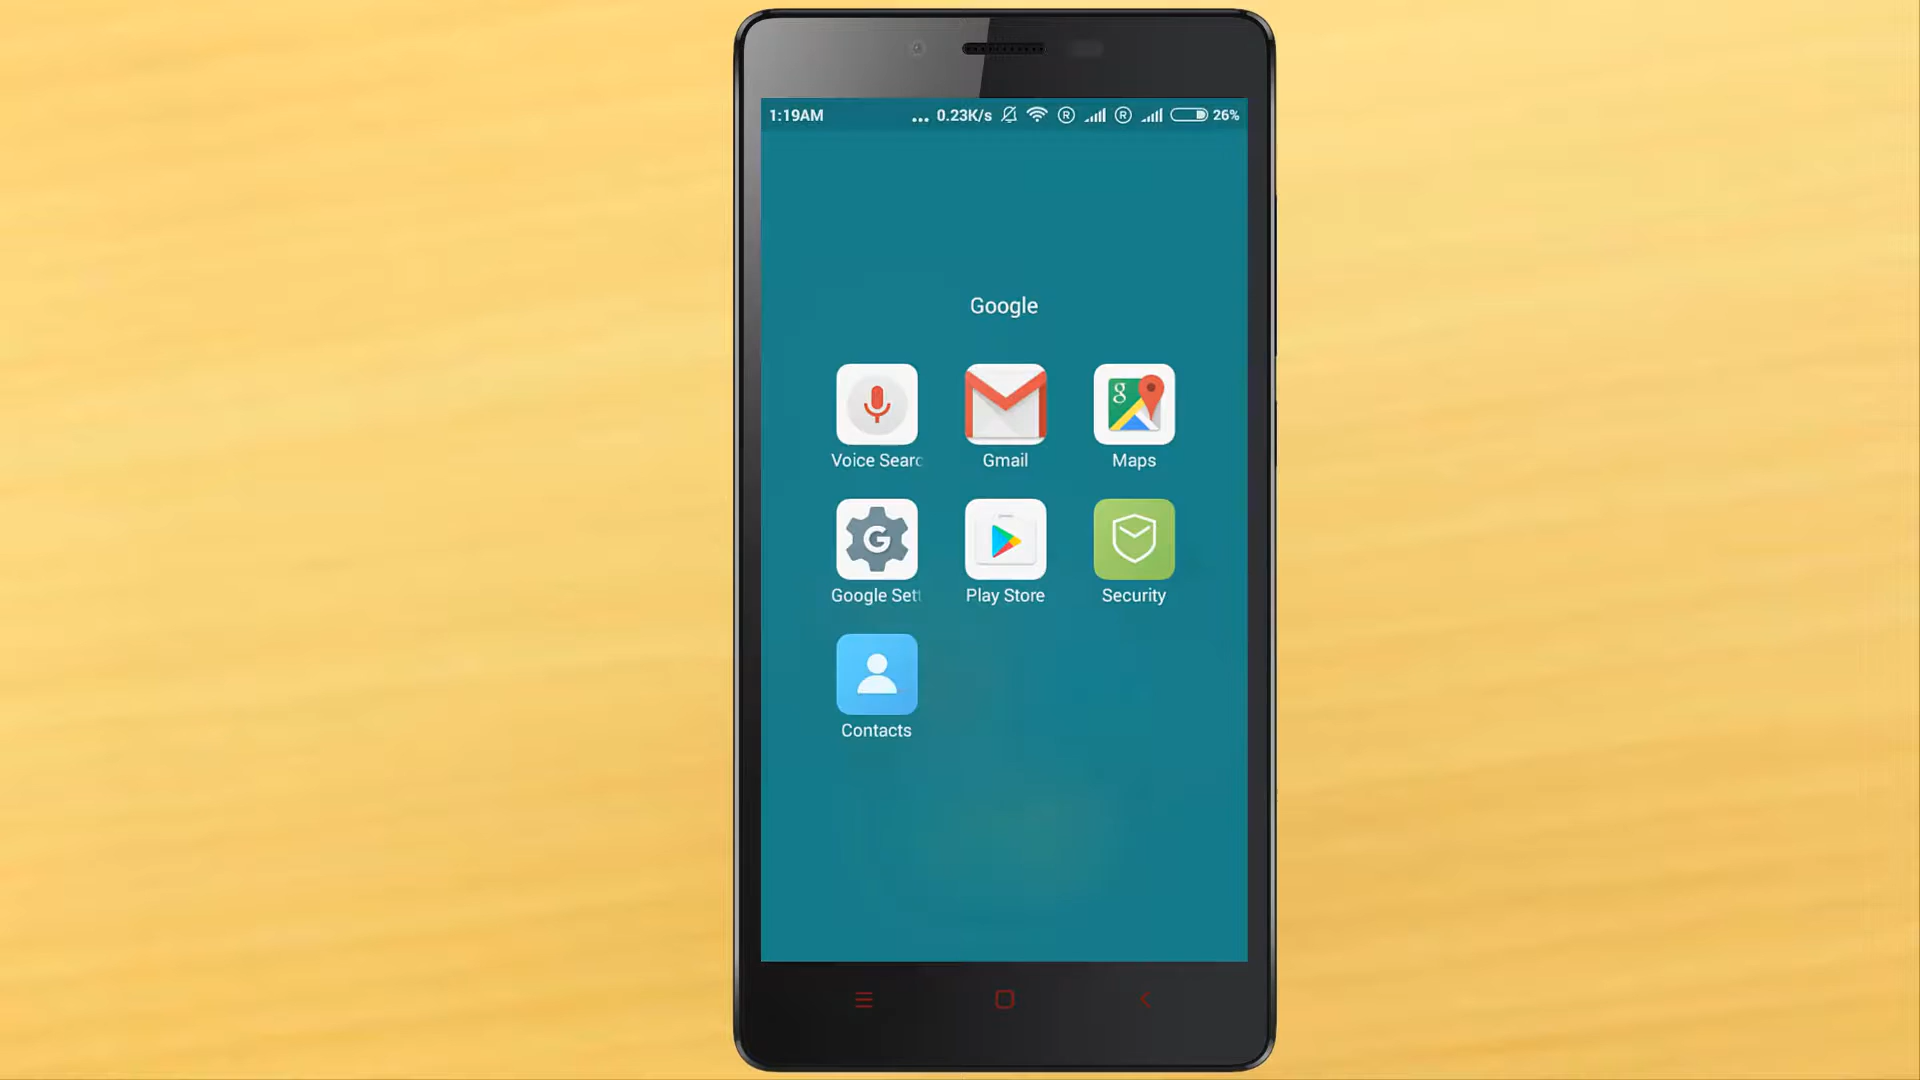 1:19AM ... 0.23K/s R R 26%
Google
Voice Searc Gmail Maps
Google Sett Play Store Security
Contacts